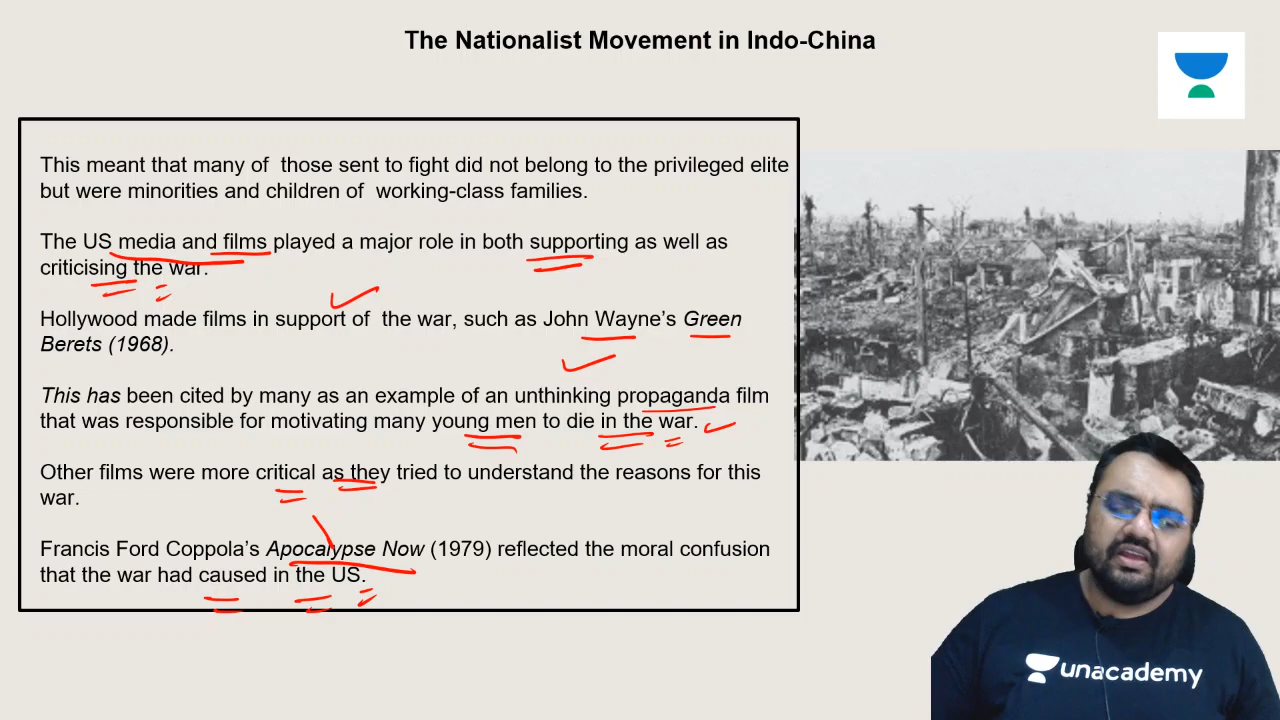 The Nationalist Movement in Indo-China
This meant that many of those sent to fight did not belong to the privileged elite
but were minorities and children of working-class families.
The US media and films played a major role in both supporting as well as
criticising the war.
Hollywood made films in support of the war, such as John Wayne’s Green
Berets (1968).
This has been cited by many as an example of an unthinking propaganda film
that was responsible for motivating many young men to die in the war.
Other films were more critical as they tried to understand the reasons for this
war.
Francis Ford Coppola’s Apocalypse Now (1979) reflected the moral confusion
that the war had caused in the US.
unacademy